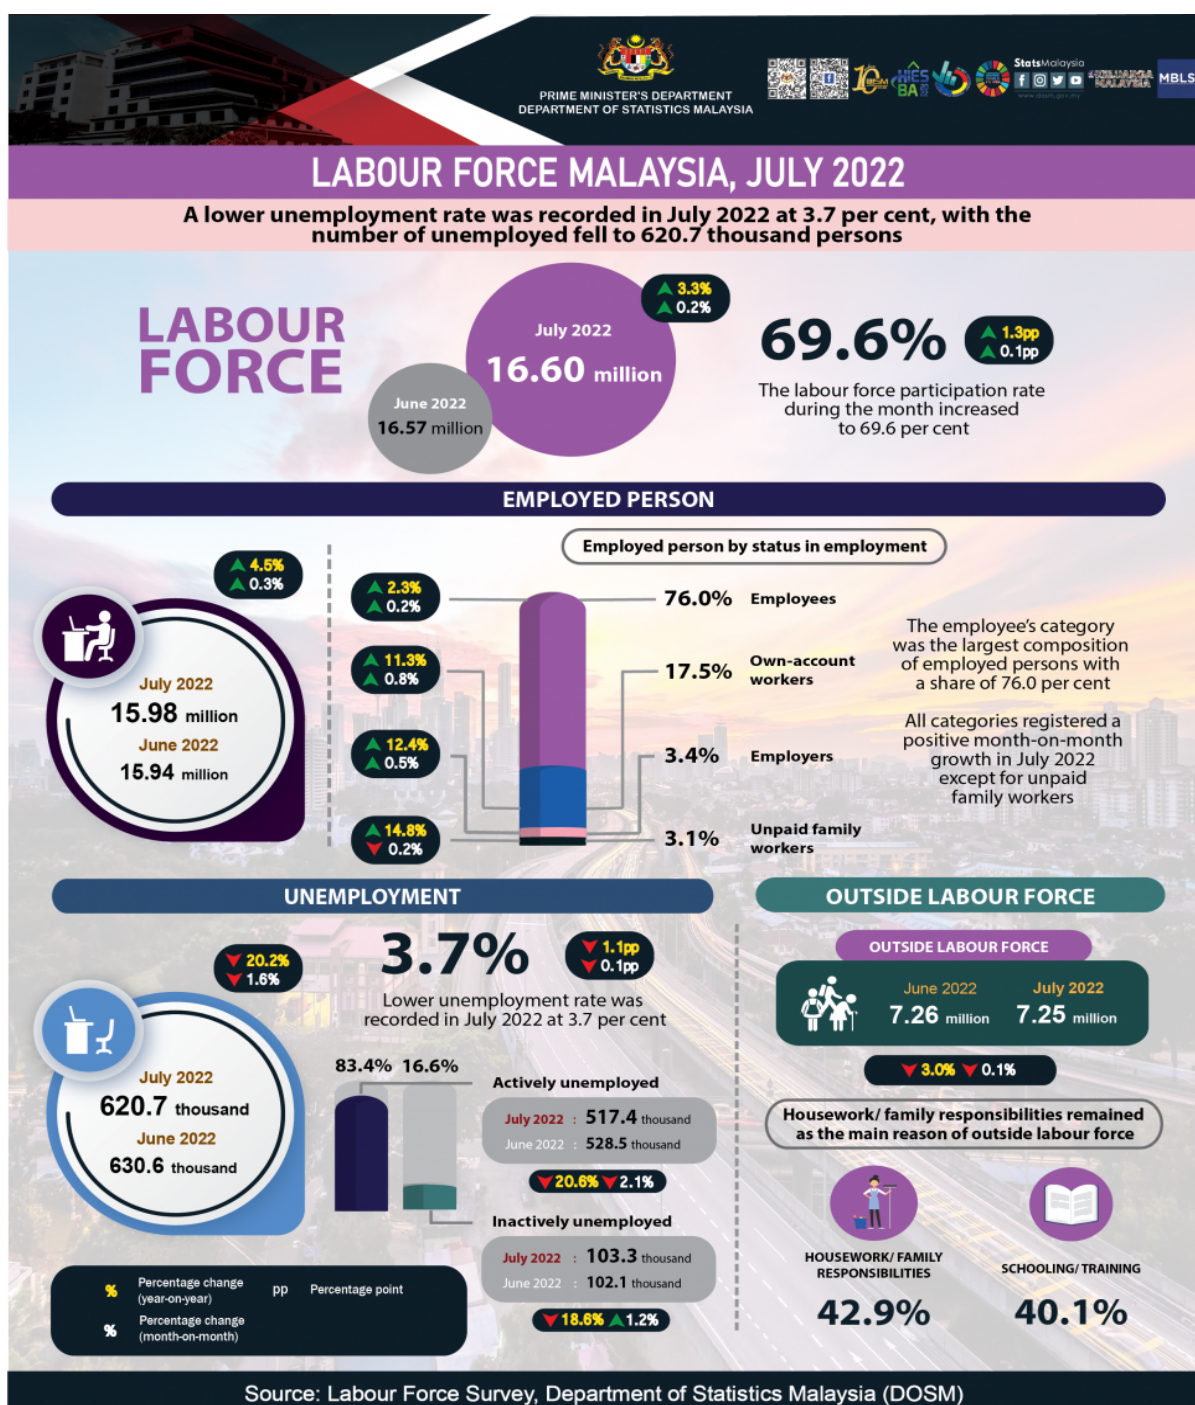 PRIME MINISTER'S DEPARTMENT
DEPARTMENT OF STATISTICS MALAYSIA
StatsMalaysia
www.dosm.gov.my
KELUARGA
MALAYSIA
MBLS
LABOUR FORCE MALAYSIA, JULY 2022
A lower unemployment rate was recorded in July 2022 at 3.7 per cent, with the
number of unemployed fell to 620.7 thousand persons
LABOUR
FORCE
July 2022
16.60 million
3.3%
0.2%
June 2022
16.57 million
69.6%
1.3pp
0.1pp
The labour force participation rate
during the month increased
to 69.6 per cent
EMPLOYED PERSON
4.5%
0.3%
July 2022
15.98 million
June 2022
15.94 million
Employed person by status in employment
2.3%
0.2%
76.0% Employees
11.3%
0.8%
17.5% Own-account
workers
12.4%
0.5%
3.4% Employers
14.8%
0.2%
3.1% Unpaid family
workers
The employee's category
was the largest composition
of employed persons with
a share of 76.0 per cent
All categories registered a
positive month-on-month
growth in July 2022
except for unpaid
family workers
UNEMPLOYMENT
20.2%
1.6%
July 2022
620.7 thousand
June 2022
630.6 thousand
3.7%
1.1pp
0.1pp
Lower unemployment rate was
recorded in July 2022 at 3.7 per cent
83.4% 16.6%
Actively unemployed
July 2022 : 517.4 thousand
June 2022 : 528.5 thousand
20.6% 2.1%
Inactively unemployed
July 2022 : 103.3 thousand
June 2022 : 102.1 thousand
18.6% 1.2%
% Percentage change
(year-on-year)
pp Percentage point
% Percentage change
(month-on-month)
OUTSIDE LABOUR FORCE
OUTSIDE LABOUR FORCE
June 2022 July 2022
7.26 million 7.25 million
3.0% 0.1%
Housework/ family responsibilities remained
as the main reason of outside labour force
HOUSEWORK/ FAMILY
RESPONSIBILITIES
42.9%
SCHOOLING/ TRAINING
40.1%
Source: Labour Force Survey, Department of Statistics Malaysia (DOSM)